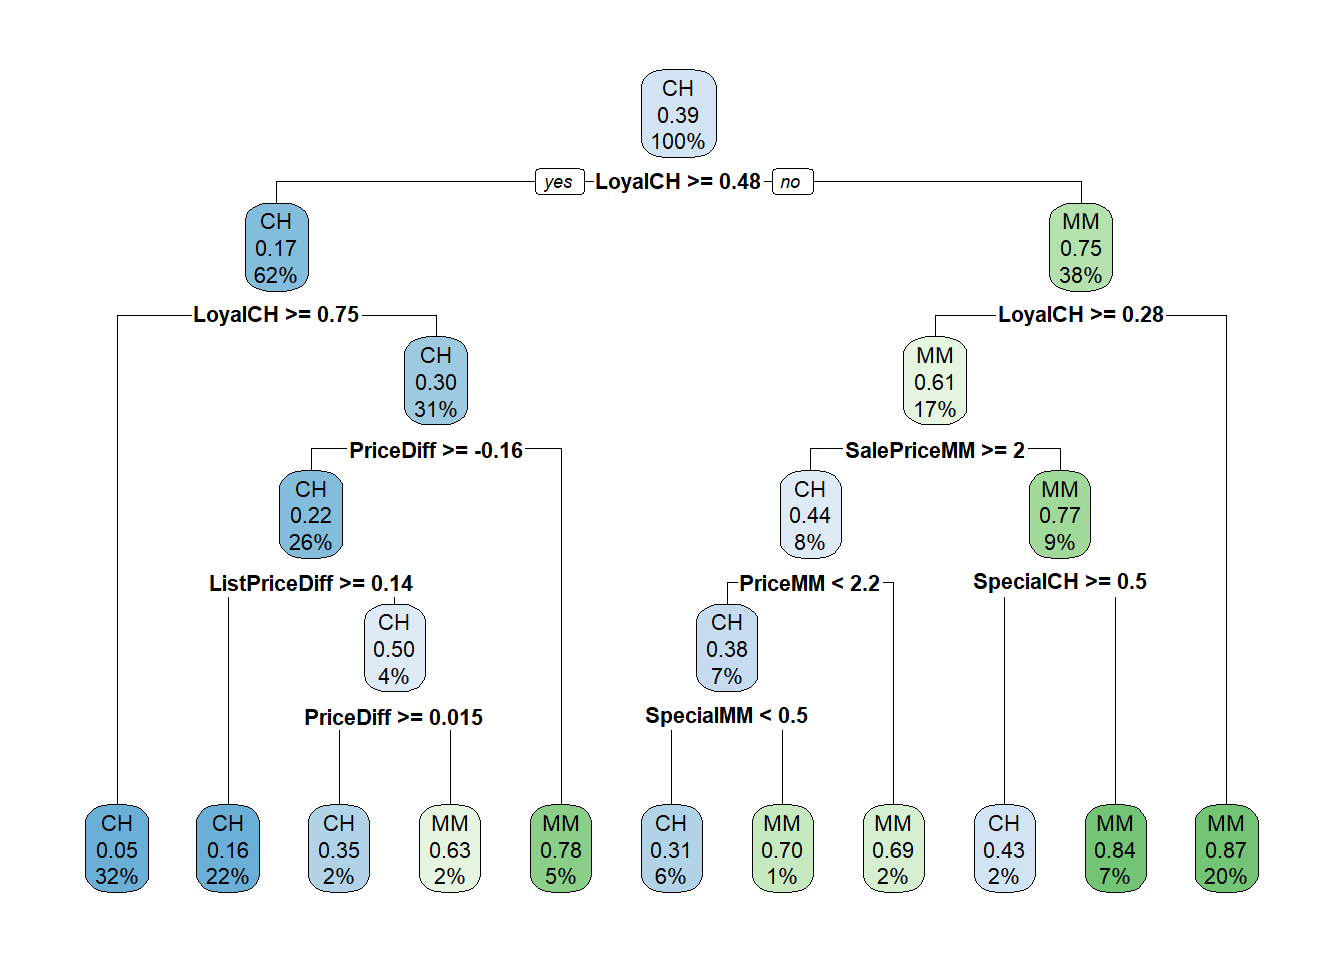 CH
0.39
100%
yes LoyalCH >= 0.48 no
CH
0.17
62%
MM
0.75
38%
LoyalCH >= 0.75
LoyalCH >= 0.28
CH
0.30
31%
MM
0.61
17%
PriceDiff >= -0.16
SalePriceMM >= 2
CH
0.22
26%
CH
0.44
8%
MM
0.77
9%
ListPriceDiff >= 0.14
PriceMM < 2.2
SpecialCH >= 0.5
CH
0.50
4%
CH
0.38
7%
PriceDiff >= 0.015
SpecialMM < 0.5
CH
0.05
32%
CH
0.16
22%
CH
0.35
2%
MM
0.63
2%
MM
0.78
5%
CH
0.31
6%
MM
0.70
1%
MM
0.69
2%
CH
0.43
2%
MM
0.84
7%
MM
0.87
20%